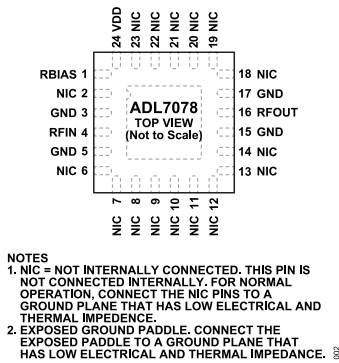 24 VDD
23 NIC
22 NIC
21 NIC
20 NIC
19 NIC
RBIAS 1
NIC 2
GND 3
RFIN 4
GND 5
NIC 6
ADL7078
TOP VIEW
(Not to Scale)
18 NIC
17 GND
16 RFOUT
15 GND
14 NIC
13 NIC
NIC 7
NIC 8
NIC 9
NIC 10
NIC 11
NIC 12
NOTES
1. NIC = NOT INTERNALLY CONNECTED. THIS PIN IS
NOT CONNECTED INTERNALLY. FOR NORMAL
OPERATION, CONNECT THE NIC PINS TO A
GROUND PLANE THAT HAS LOW ELECTRICAL AND
THERMAL IMPEDENCE.
2. EXPOSED GROUND PADDLE. CONNECT THE
EXPOSED PADDLE TO A GROUND PLANE THAT
HAS LOW ELECTRICAL AND THERMAL IMPEDANCE.
002